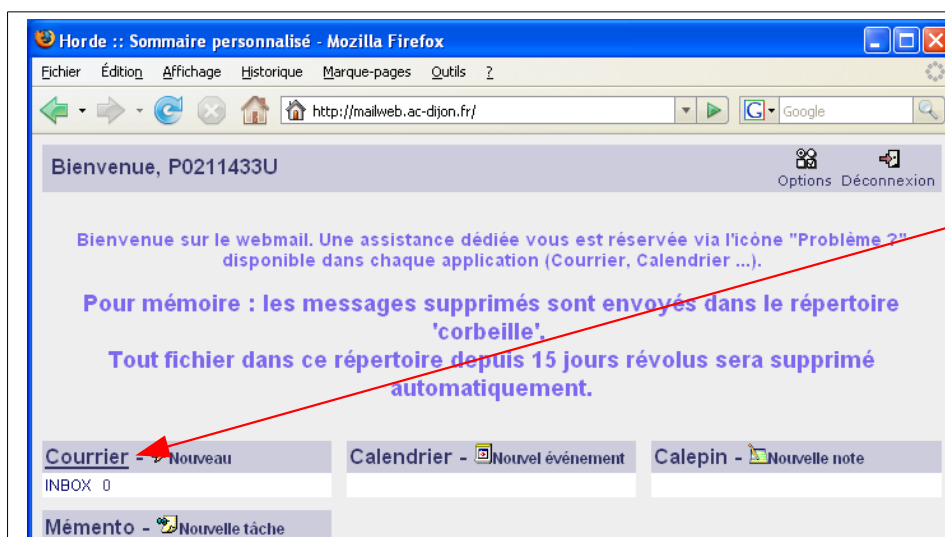 Horde :: Sommaire personnalisé - Mozilla Firefox
Fichier Édition Affichage Historique Marque-pages Outils ?
http://mailweb.ac-dijon.fr/ G Google
Bienvenue, P0211433U
Options Déconnexion
Bienvenue sur le webmail. Une assistance dédiée vous est réservée via l'icône "Problème ?"
disponible dans chaque application (Courrier, Calendrier ...).
Pour mémoire : les messages supprimés sont envoyés dans le répertoire
'corbeille'.
Tout fichier dans ce répertoire depuis 15 jours révolus sera supprimé
automatiquement.
Courrier - Nouveau Calendrier - Nouvel événement Calepin - Nouvelle note
INBOX 0
Mémento - Nouvelle tâche